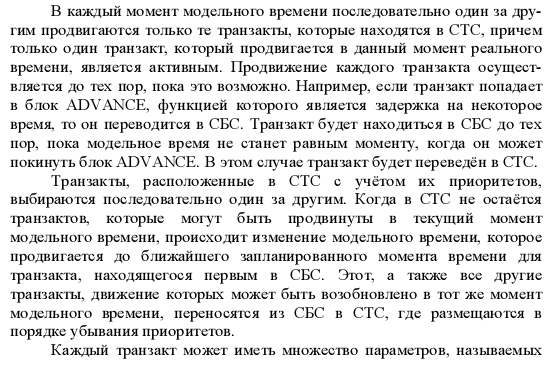 В каждый момент модельного времени последовательно один за дру-
гим продвигаются только те транзакты, которые находятся в СТС, причем
только один транзакт, который продвигается в данный момент реального
времени, является активным. Продвижение каждого транзакта осущест-
вляется до тех пор, пока это возможно. Например, если транзакт попадает
в блок ADVANCE, функцией которого является задержка на некоторое
время, то он переводится в СБС. Транзакт будет находиться в СБС до тех
пор, пока модельное время не станет равным моменту, когда он может
покинуть блок ADVANCE. В этом случае транзакт будет переведён в СТС.
Транзакты, расположенные в СТС с учётом их приоритетов,
выбираются последовательно один за другим. Когда в СТС не остаётся
транзактов, которые могут быть продвинуты в текущий момент
модельного времени, происходит изменение модельного времени, которое
продвигается до ближайшего запланированного момента времени для
транзакта, находящегося первым в СБС. Этот, а также все другие
транзакты, движение которых может быть возобновлено в тот же момент
модельного времени, переносятся из СБС в СТС, где размещаются в
порядке убывания приоритетов.
Каждый транзакт может иметь множество параметров, называемых